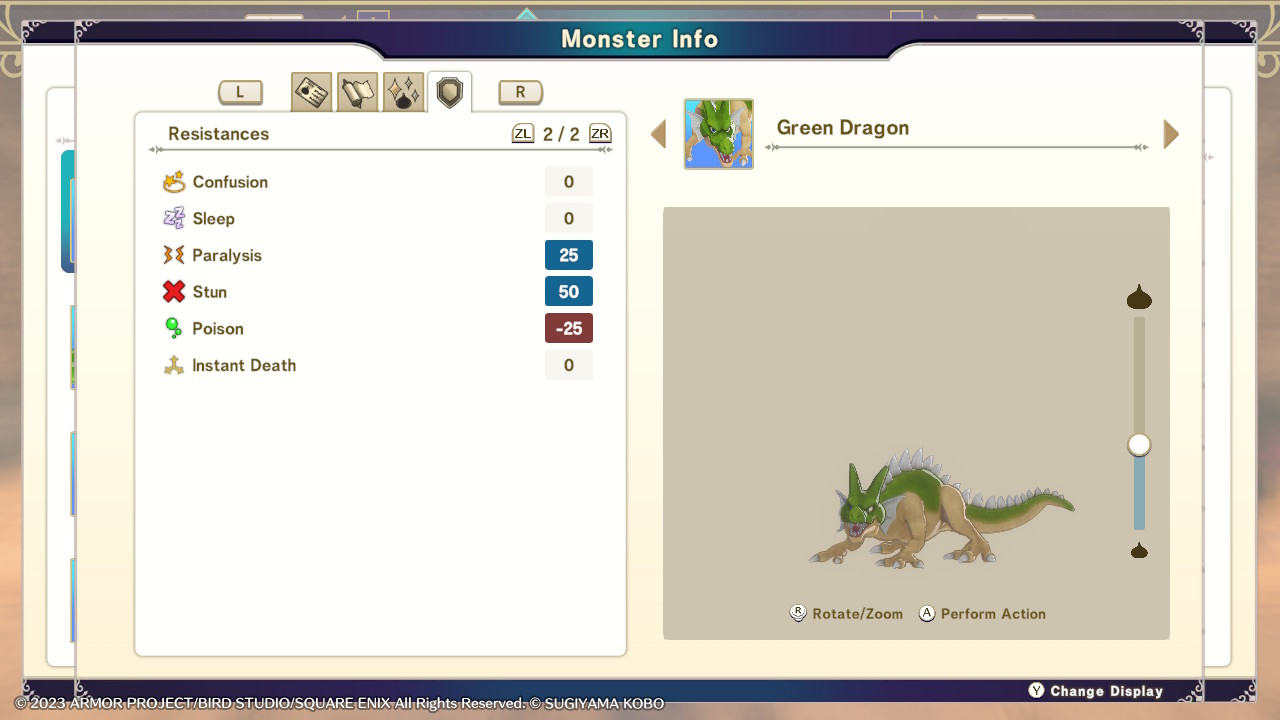 Monster Info
L
R
Resistances
ZL 2 / 2 ZR
Confusion 0
Sleep 0
Paralysis 25
Stun 50
Poison -25
Instant Death 0
Green Dragon
R Rotate/Zoom A Perform Action
Y Change Display
© 2023 ARMOR PROJECT/BIRD STUDIO/SQUARE ENIX All Rights Reserved. © SUGIYAMA KOBO